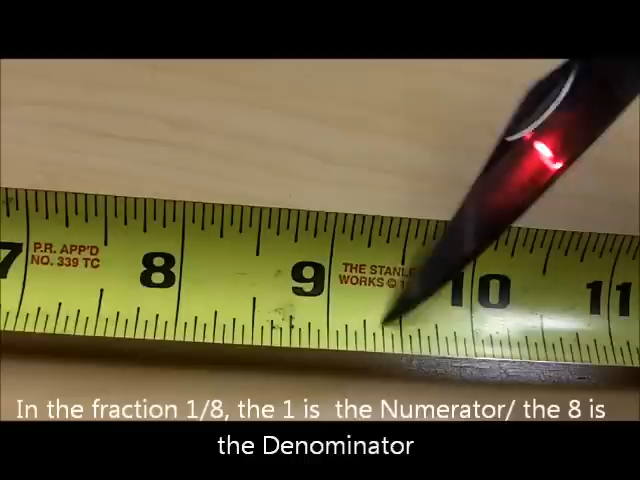 7
P.R. APP'D
NO. 339 TC
8
9
THE STANLE
WORKS ©
10
11
In the fraction 1/8, the 1 is the Numerator/ the 8 is
the Denominator